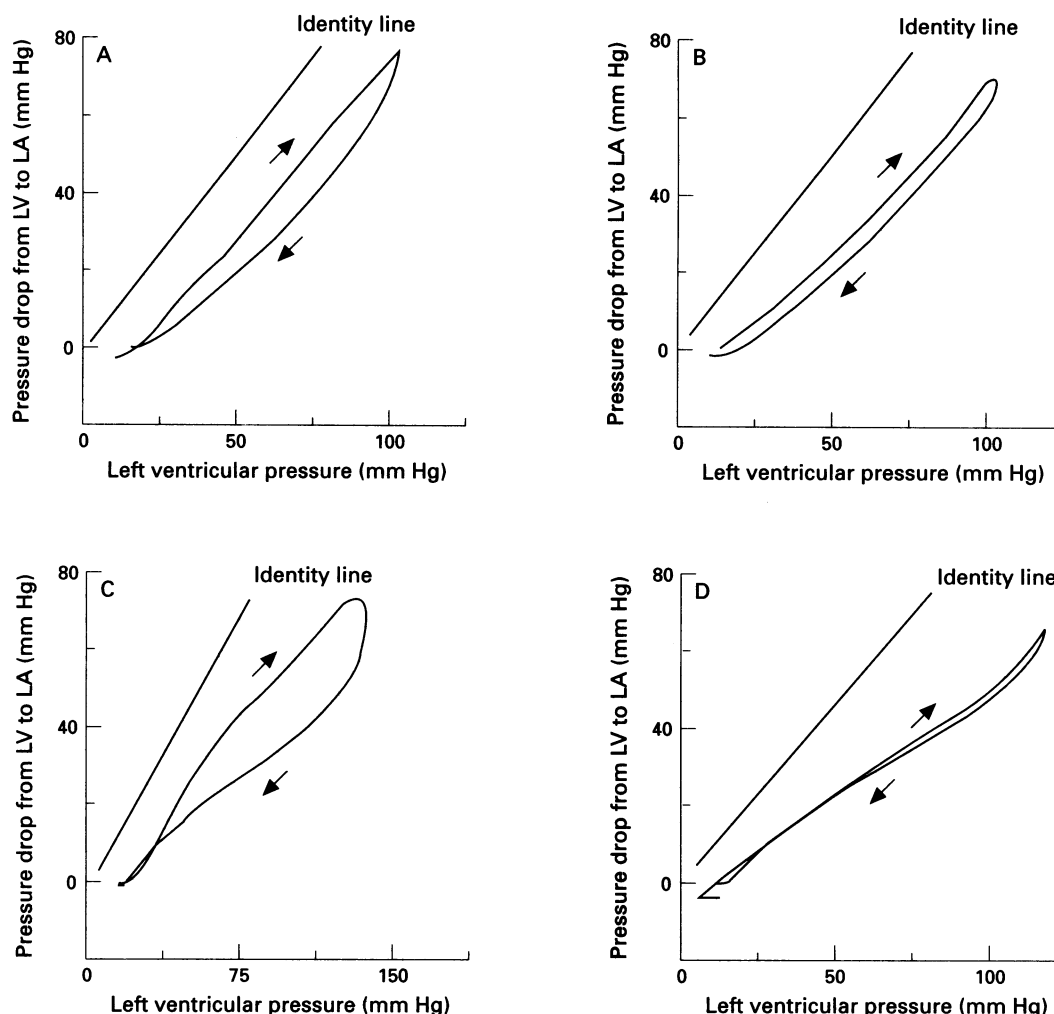 Identity line
A
80
40
0
Pressure drop from LV to LA (mm Hg)
0 50 100
Left ventricular pressure (mm Hg)
Identity line
B
80
40
0
Pressure drop from LV to LA (mm Hg)
0 50 100
Left ventricular pressure (mm Hg)
Identity line
C
80
40
0
Pressure drop from LV to LA (mm Hg)
0 75 150
Left ventricular pressure (mm Hg)
Identity line
D
80
40
0
Pressure drop from LV to LA (mm Hg)
0 50 100
Left ventricular pressure (mm Hg)